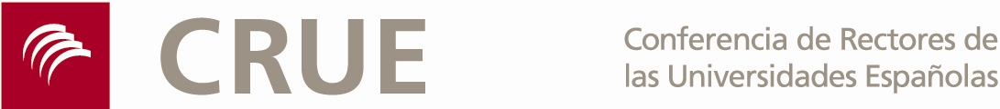 CRUE
Conferencia de Rectores de
las Universidades Españolas